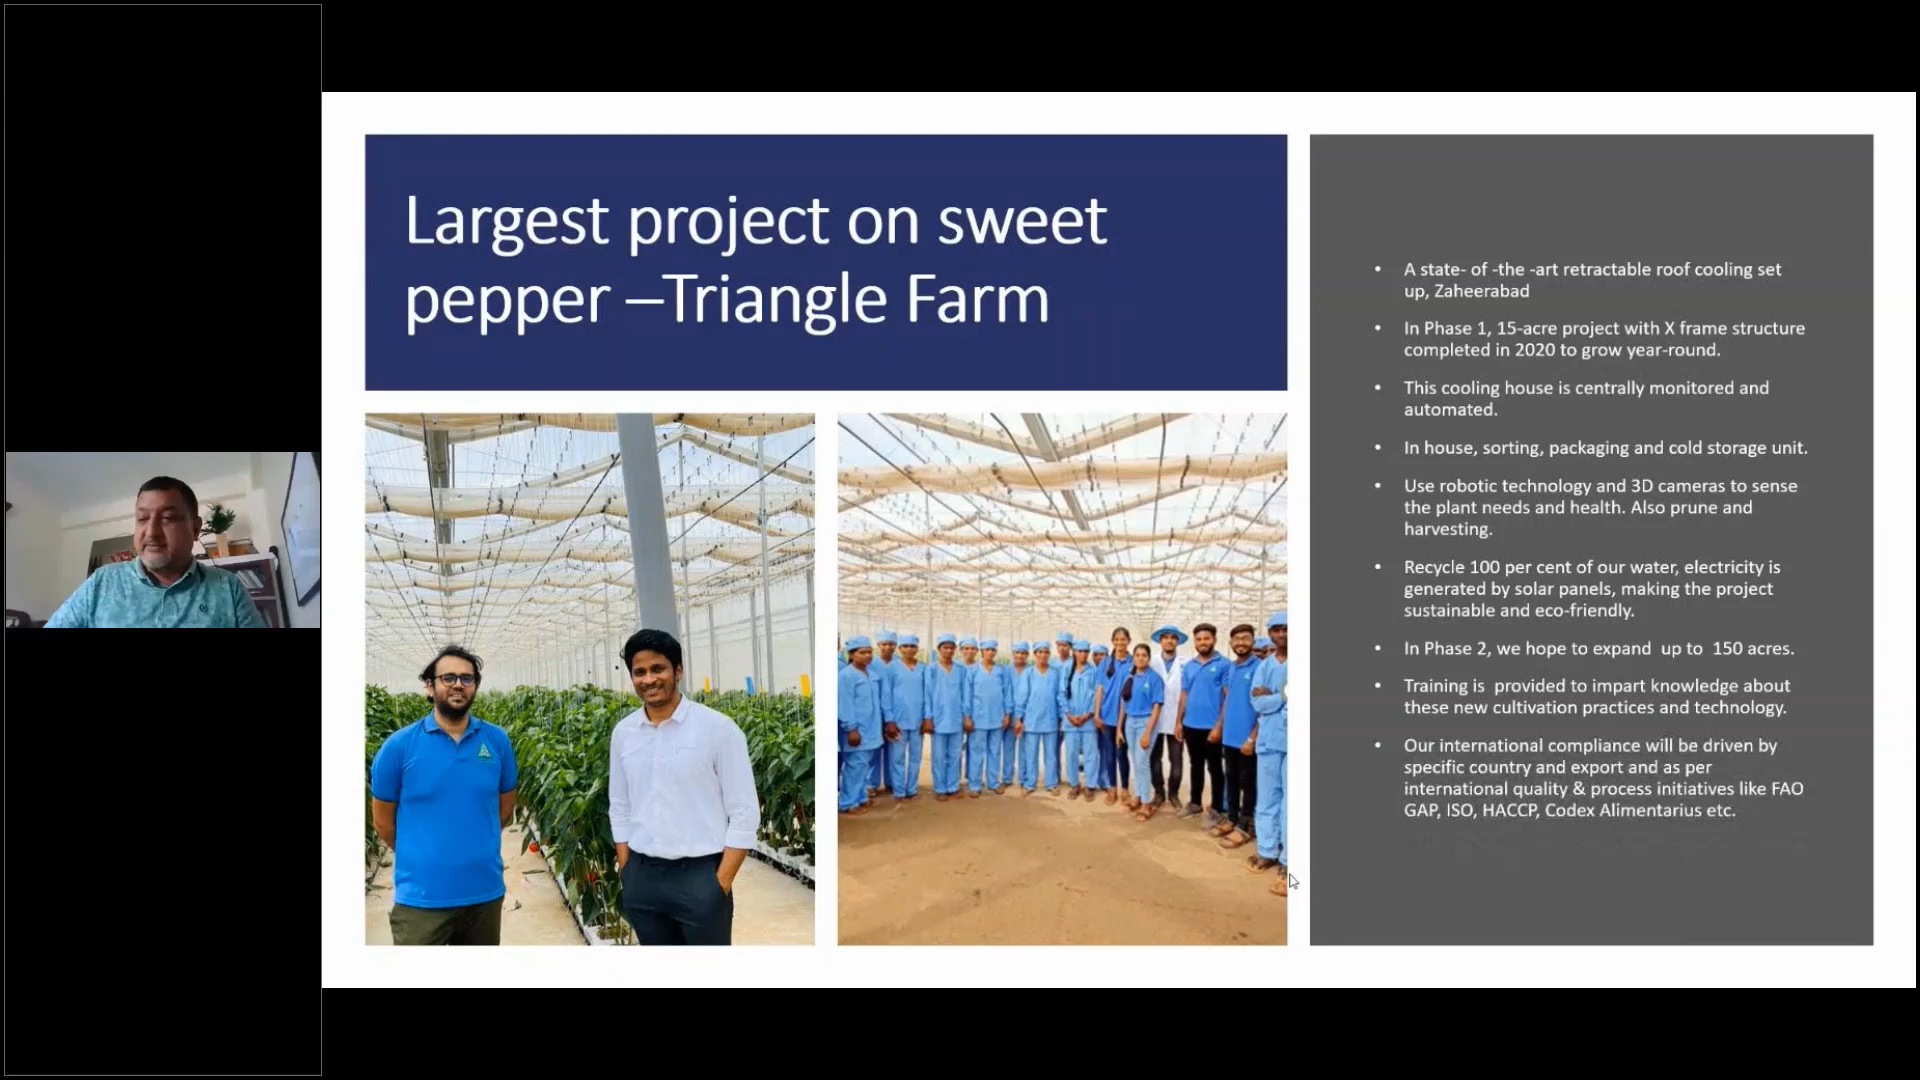 Largest project on sweet
pepper –Triangle Farm
• A state- of -the -art retractable roof cooling set
up, Zaheerabad
• In Phase 1, 15-acre project with X frame structure
completed in 2020 to grow year-round.
• This cooling house is centrally monitored and
automated.
• In house, sorting, packaging and cold storage unit.
• Use robotic technology and 3D cameras to sense
the plant needs and health. Also prune and
harvesting.
• Recycle 100 per cent of our water, electricity is
generated by solar panels, making the project
sustainable and eco-friendly.
• In Phase 2, we hope to expand  up to  150 acres.
• Training is  provided to impart knowledge about
these new cultivation practices and technology.
• Our international compliance will be driven by
specific country and export and as per
international quality & process initiatives like FAO
GAP, ISO, HACCP, Codex Alimentarius etc.